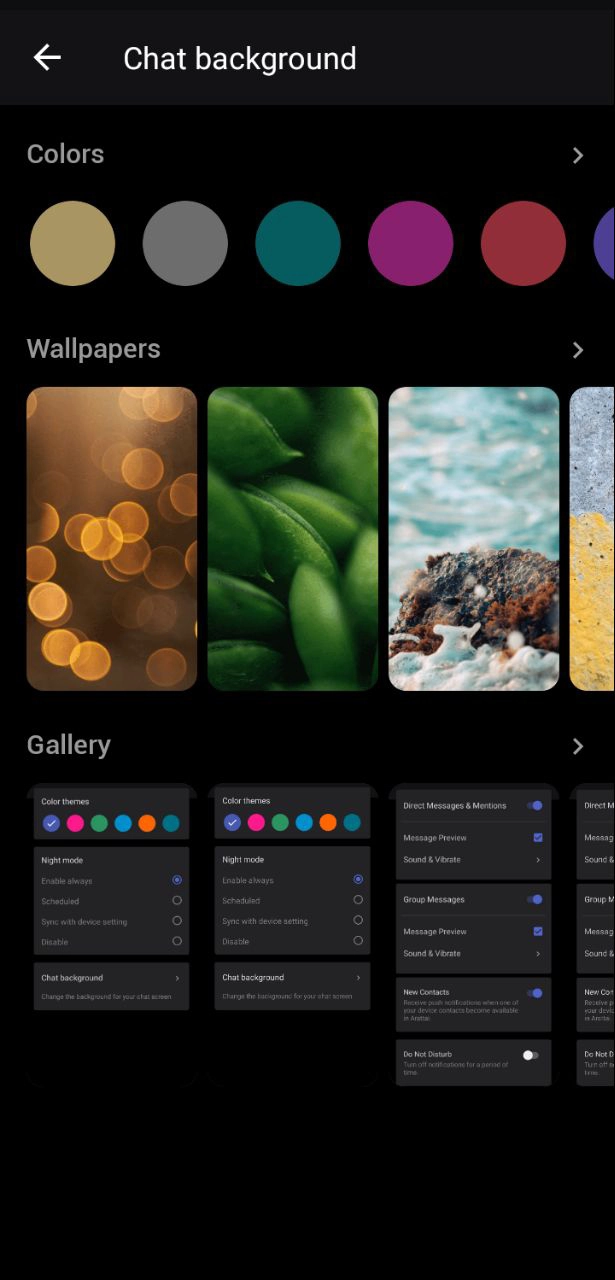 Chat background
Colors
Wallpapers
Gallery
Color themes
Night mode
Enable always
Scheduled
Sync with device setting
Disable
Chat background
Change the background for your chat screen
Color themes
Night mode
Enable always
Scheduled
Sync with device setting
Disable
Chat background
Change the background for your chat screen
Direct Messages & Mentions
Message Preview
Sound & Vibrate
Group Messages
Message Preview
Sound & Vibrate
New Contacts
Receive push notifications when one of
your device contacts become available
in Arattai
Do Not Disturb
Turn off notifications for a period of
time.
Direct M
Messag
Sound &
Group M
Messag
Sound &
New Con
Receive p
your devic
in Arattai
Do Not D
Turn off n
time.